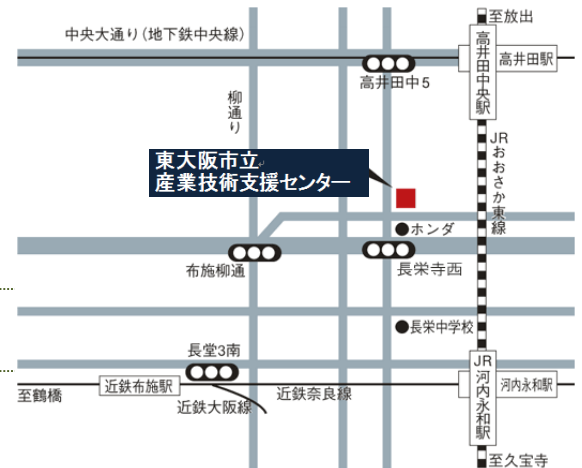 至放出
中央大通り(地下鉄中央線)
高井田中央駅
高井田駅
高井田中5
柳通り
JRおおさか東線
東大阪市立
産業技術支援センター
ホンダ
布施柳通
長栄寺西
長栄中学校
長堂3南
JR河内永和駅
至鶴橋
近鉄布施駅
近鉄大阪線
近鉄奈良線
河内永和駅
至久宝寺